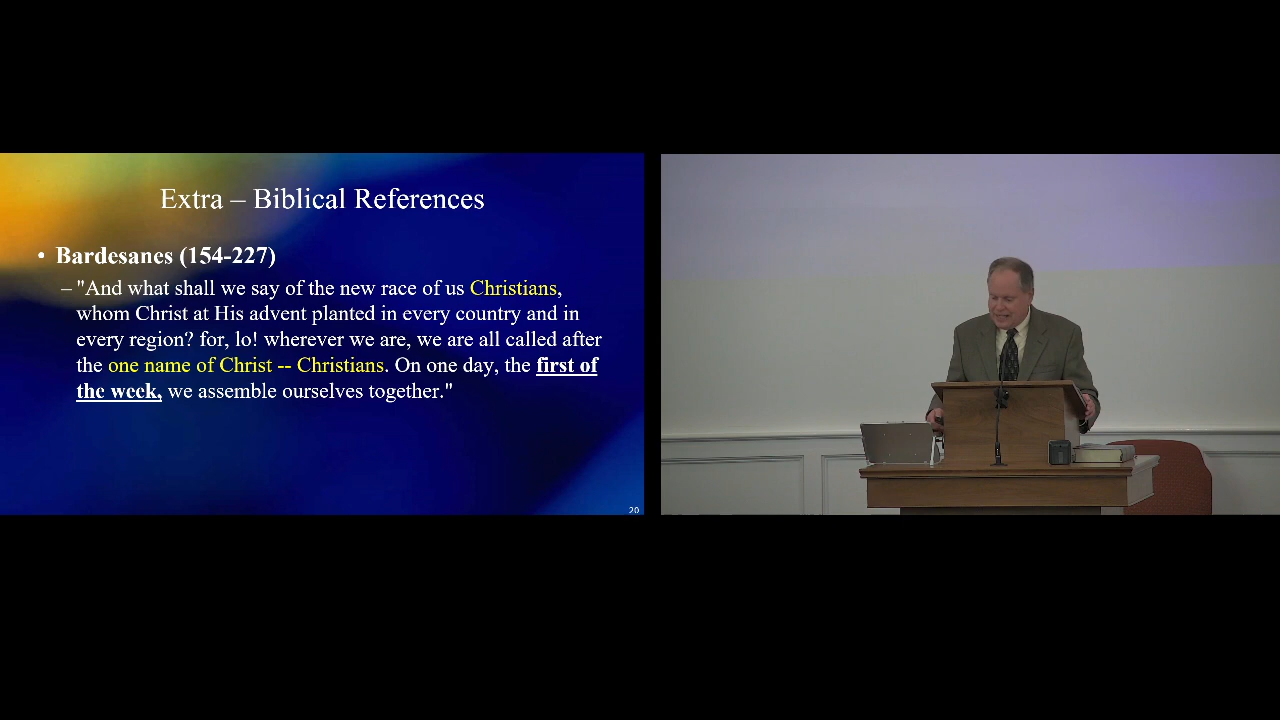 Extra – Biblical References
• Bardesanes (154-227)
– "And what shall we say of the new race of us Christians,
whom Christ at His advent planted in every country and in
every region? for, lo! wherever we are, we are all called after
the one name of Christ -- Christians. On one day, the first of
the week, we assemble ourselves together."
20